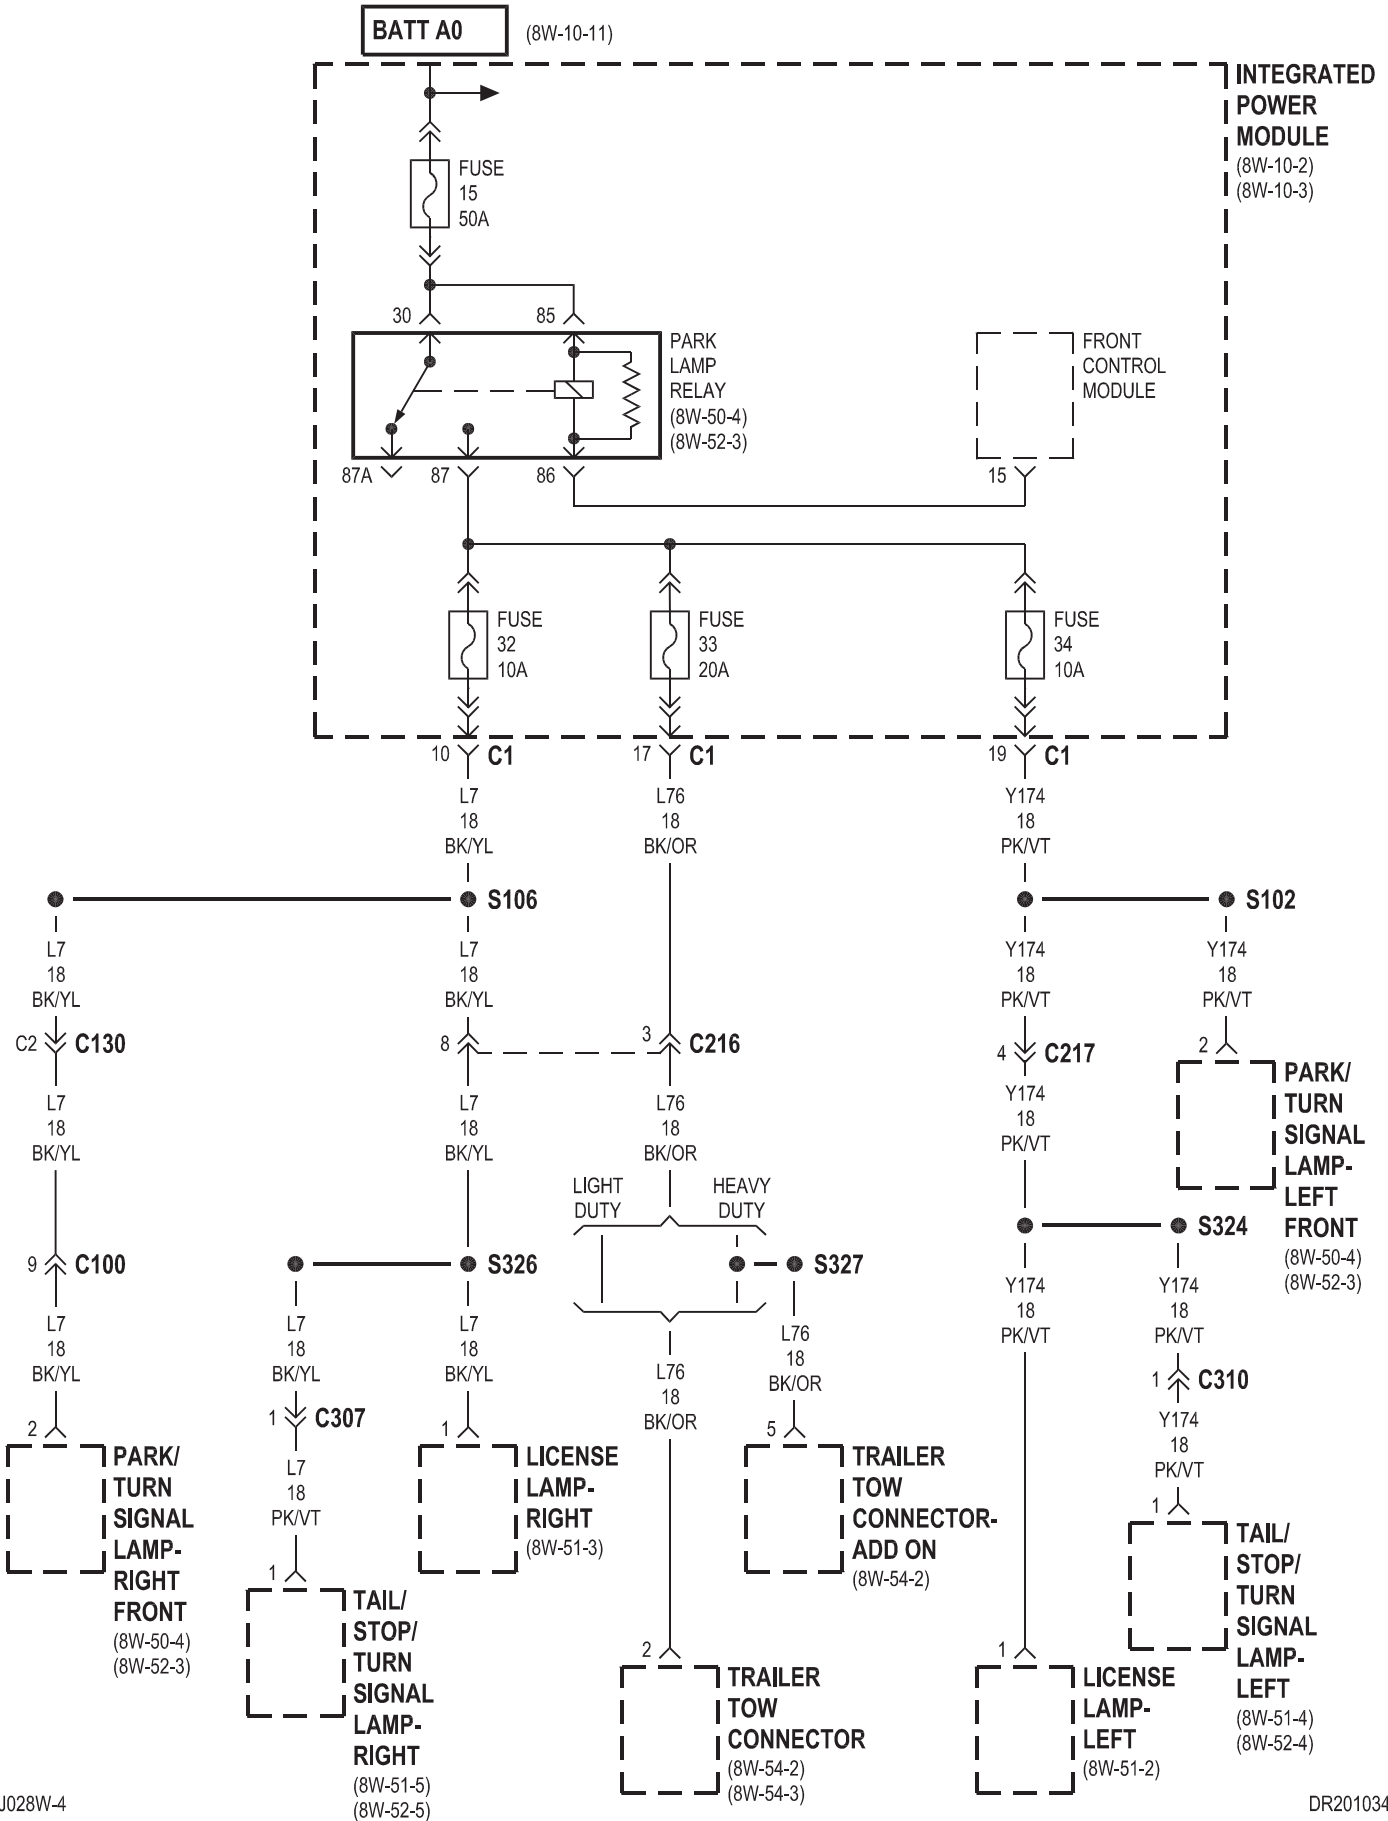 BATT A0
(8W-10-11)
INTEGRATED
POWER
MODULE
(8W-10-2)
(8W-10-3)
FUSE
15
50A
30
85
PARK
LAMP
RELAY
(8W-50-4)
(8W-52-3)
FRONT
CONTROL
MODULE
87A
87
86
15
FUSE
32
10A
FUSE
33
20A
FUSE
34
10A
10
C1
17
C1
19
C1
L7
18
BK/YL
L76
18
BK/OR
Y174
18
PK/VT
S106
S102
L7
18
BK/YL
L7
18
BK/YL
Y174
18
PK/VT
Y174
18
PK/VT
C2
C130
8
3
C216
4
C217
2
PARK/
TURN
SIGNAL
LAMP-
LEFT
FRONT
(8W-50-4)
(8W-52-3)
L7
18
BK/YL
L7
18
BK/YL
L76
18
BK/OR
Y174
18
PK/VT
LIGHT
DUTY
HEAVY
DUTY
S324
9
C100
S326
S327
L7
18
BK/YL
L7
18
BK/YL
L7
18
BK/YL
L76
18
BK/OR
L76
18
BK/OR
Y174
18
PK/VT
Y174
18
PK/VT
1
C310
Y174
18
PK/VT
2
PARK/
TURN
SIGNAL
LAMP-
RIGHT
FRONT
(8W-50-4)
(8W-52-3)
1
C307
L7
18
PK/VT
1
LICENSE
LAMP-
RIGHT
(8W-51-3)
5
TRAILER
TOW
CONNECTOR-
ADD ON
(8W-54-2)
1
TAIL/
STOP/
TURN
SIGNAL
LAMP-
LEFT
(8W-51-4)
(8W-52-4)
1
TAIL/
STOP/
TURN
SIGNAL
LAMP-
RIGHT
(8W-51-5)
(8W-52-5)
2
TRAILER
TOW
CONNECTOR
(8W-54-2)
(8W-54-3)
1
LICENSE
LAMP-
LEFT
(8W-51-2)
J028W-4
DR201034